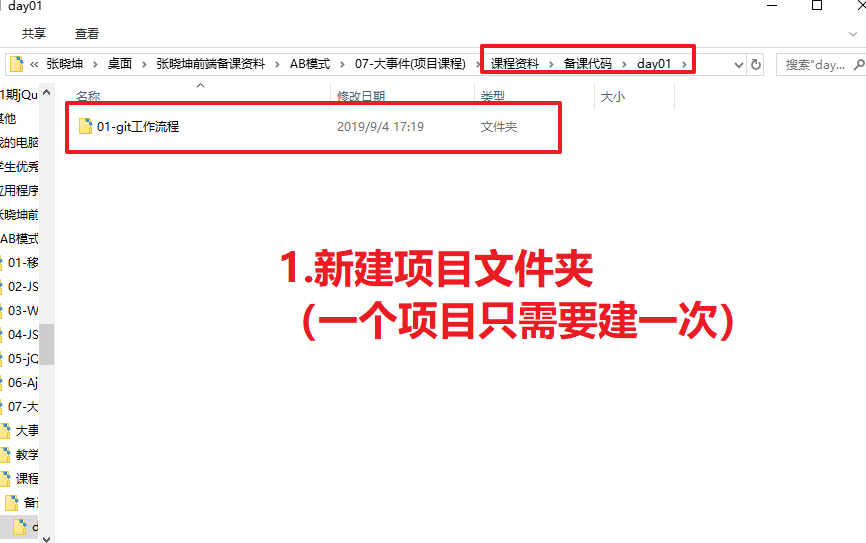 day01
共享 查看
张晓坤 桌面 张晓坤前端备课资料 AB模式 07-大事件(项目课程) 课程资料 备课代码 day01 搜索"day...
名称 修改日期 类型 大小
01-git工作流程 2019/9/4 17:19 文件夹
1期jQu
其他
我的电脑
学生优秀
应用程序
张晓坤前
AB模式
01-移
02-JS
03-W
04-JS
05-jQ
06-Aj
07-大
大事
教学
课程
备
d
1.新建项目文件夹
（一个项目只需要建一次）